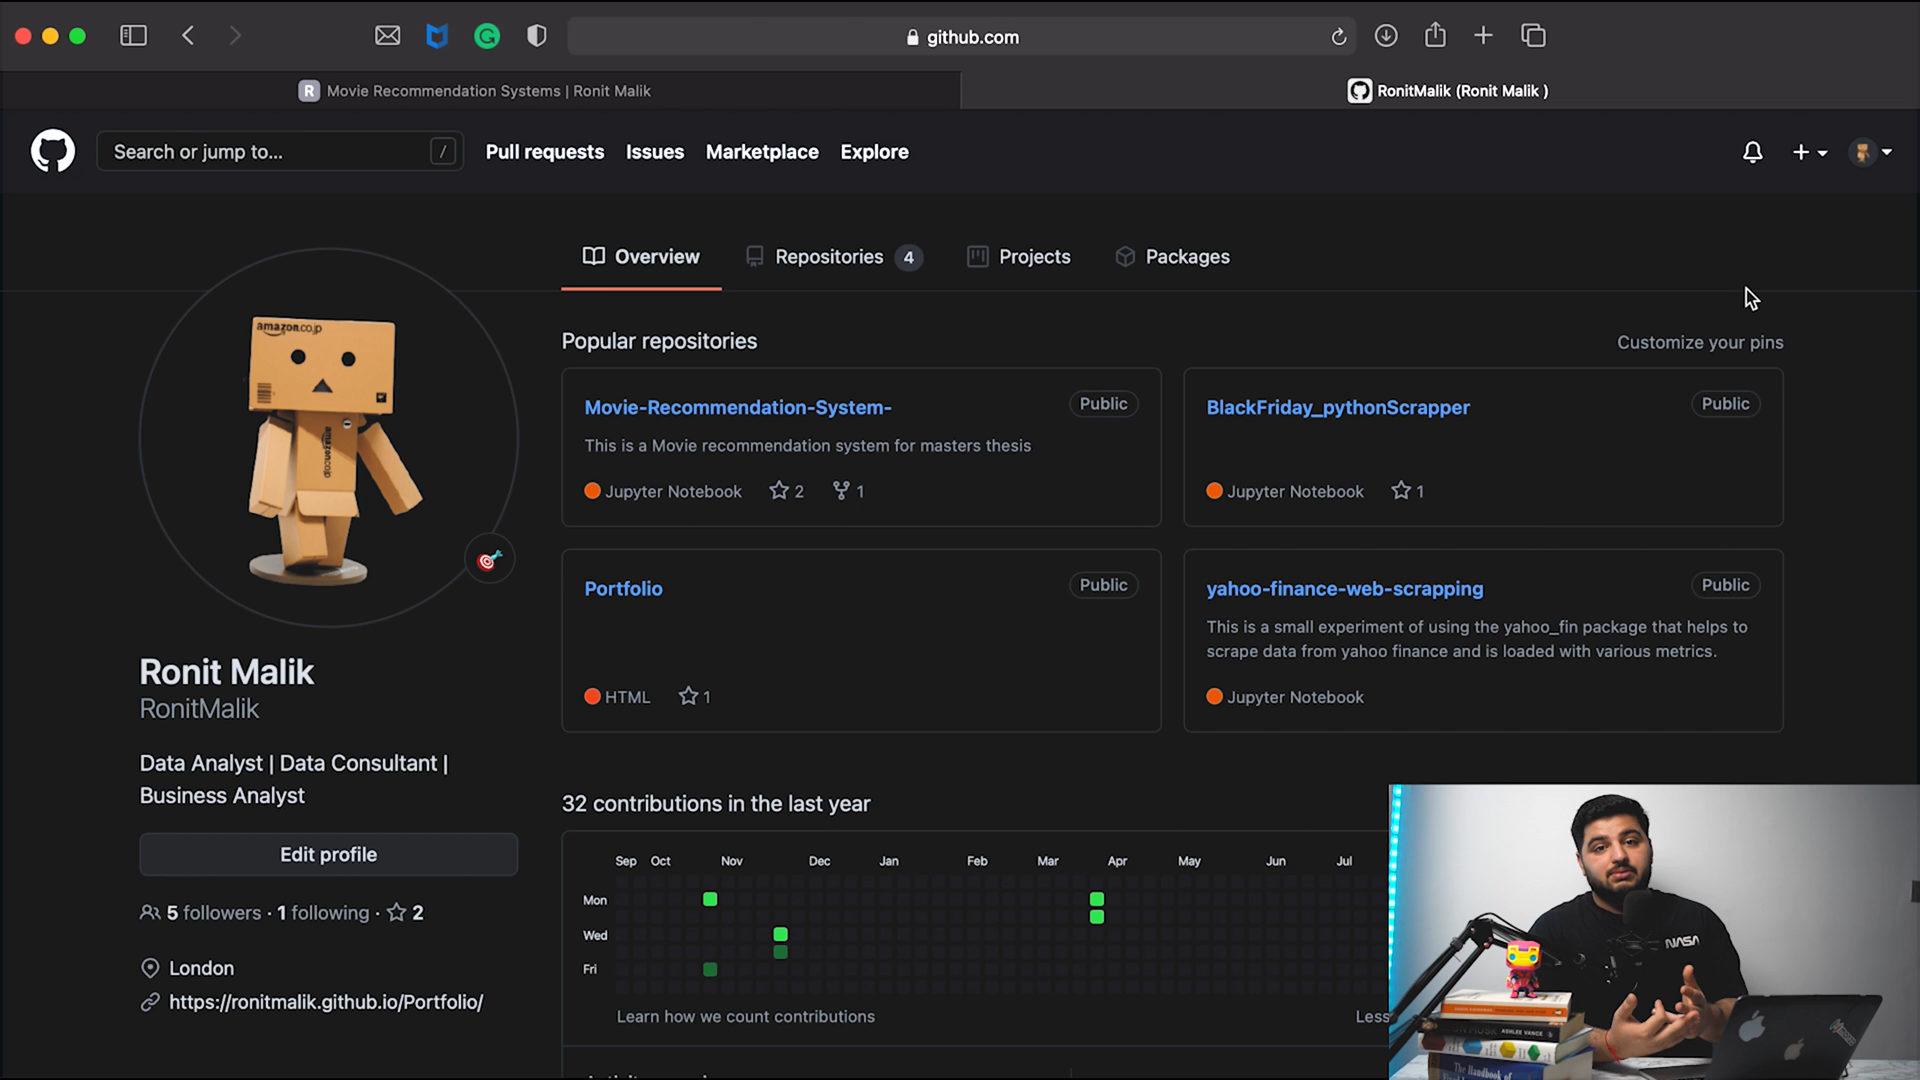 github.com
R Movie Recommendation Systems | Ronit Malik
RonitMalik (Ronit Malik )
Search or jump to... /
Pull requests
Issues
Marketplace
Explore
Overview
Repositories 4
Projects
Packages
amazon.co.jp
Popular repositories
Customize your pins
Movie-Recommendation-System-
Public
This is a Movie recommendation system for masters thesis
Jupyter Notebook 2 1
BlackFriday_pythonScrapper
Public
Jupyter Notebook 1
Portfolio
Public
HTML 1
yahoo-finance-web-scrapping
Public
This is a small experiment of using the yahoo_fin package that helps to
scrape data from yahoo finance and is loaded with various metrics.
Jupyter Notebook
Ronit Malik
RonitMalik
Data Analyst | Data Consultant |
Business Analyst
Edit profile
5 followers · 1 following · 2
London
https://ronitmalik.github.io/Portfolio/
32 contributions in the last year
Sep Oct Nov Dec Jan Feb Mar Apr May Jun Jul
Mon
Wed
Fri
Learn how we count contributions
Less
NASA
ASHLEE VANCE
The Handbook of